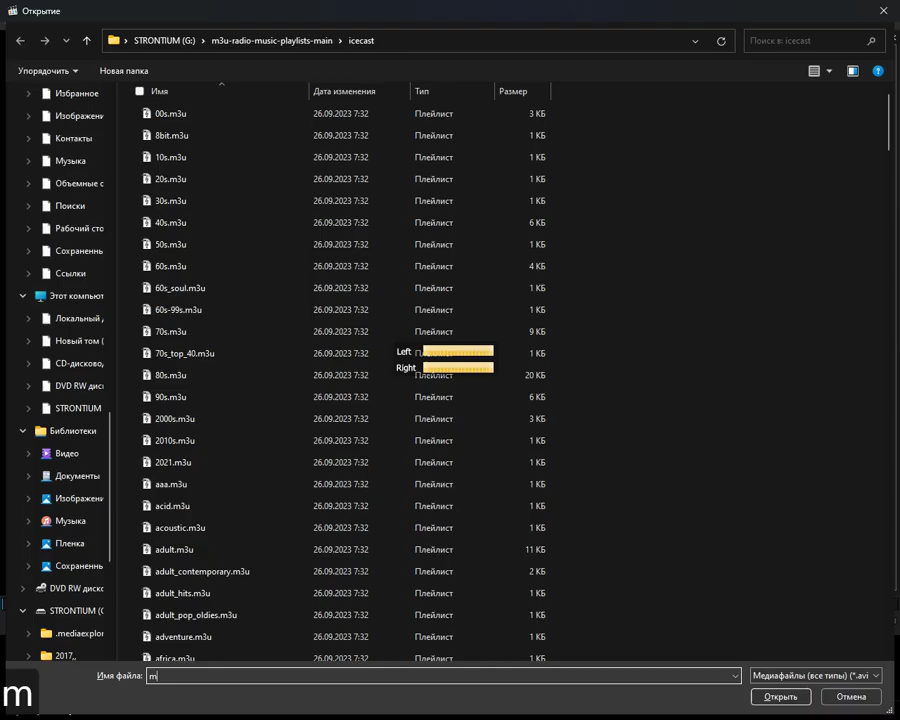 Открытие
STRONTIUM (G:) m3u-radio-music-playlists-main icecast
Поиск в: icecast
Упорядочить Новая папка
Имя Дата изменения Тип Размер
Избранное
Изображени
Контакты
Музыка
Объемные с
Поиски
Рабочий сто
Сохраненны
Ссылки
Этот компьют
Локальный д
Новый том (
CD-дисково,
DVD RW дисі
STRONTIUM
Библиотеки
Видео
Документы
Изображени
Музыка
Пленка
Сохраненны
DVD RW диско
STRONTIUM (G
.mediaexplor
2017,,
00s.m3u 26.09.2023 7:32 Плейлист 3 КБ
8bit.m3u 26.09.2023 7:32 Плейлист 1 КБ
10s.m3u 26.09.2023 7:32 Плейлист 1 КБ
20s.m3u 26.09.2023 7:32 Плейлист 1 КБ
30s.m3u 26.09.2023 7:32 Плейлист 1 КБ
40s.m3u 26.09.2023 7:32 Плейлист 6 КБ
50s.m3u 26.09.2023 7:32 Плейлист 1 КБ
60s.m3u 26.09.2023 7:32 Плейлист 4 КБ
60s_soul.m3u 26.09.2023 7:32 Плейлист 1 КБ
60s-99s.m3u 26.09.2023 7:32 Плейлист 1 КБ
70s.m3u 26.09.2023 7:32 Плейлист 9 КБ
70s_top_40.m3u 26.09.2023 7:32 Плейлист 1 КБ
80s.m3u 26.09.2023 7:32 Плейлист 20 КБ
90s.m3u 26.09.2023 7:32 Плейлист 6 КБ
2000s.m3u 26.09.2023 7:32 Плейлист 3 КБ
2010s.m3u 26.09.2023 7:32 Плейлист 1 КБ
2021.m3u 26.09.2023 7:32 Плейлист 1 КБ
aaa.m3u 26.09.2023 7:32 Плейлист 1 КБ
acid.m3u 26.09.2023 7:32 Плейлист 1 КБ
acoustic.m3u 26.09.2023 7:32 Плейлист 1 КБ
adult.m3u 26.09.2023 7:32 Плейлист 11 КБ
adult_contemporary.m3u 26.09.2023 7:32 Плейлист 2 КБ
adult_hits.m3u 26.09.2023 7:32 Плейлист 1 КБ
adult_pop_oldies.m3u 26.09.2023 7:32 Плейлист 1 КБ
adventure.m3u 26.09.2023 7:32 Плейлист 1 КБ
africa.m3u 26.09.2023 7:32 Плейлист 1 КБ
Left
Right
Имя файла: m
Медиафайлы (все типы) (*.avi
Открыть Отмена
m